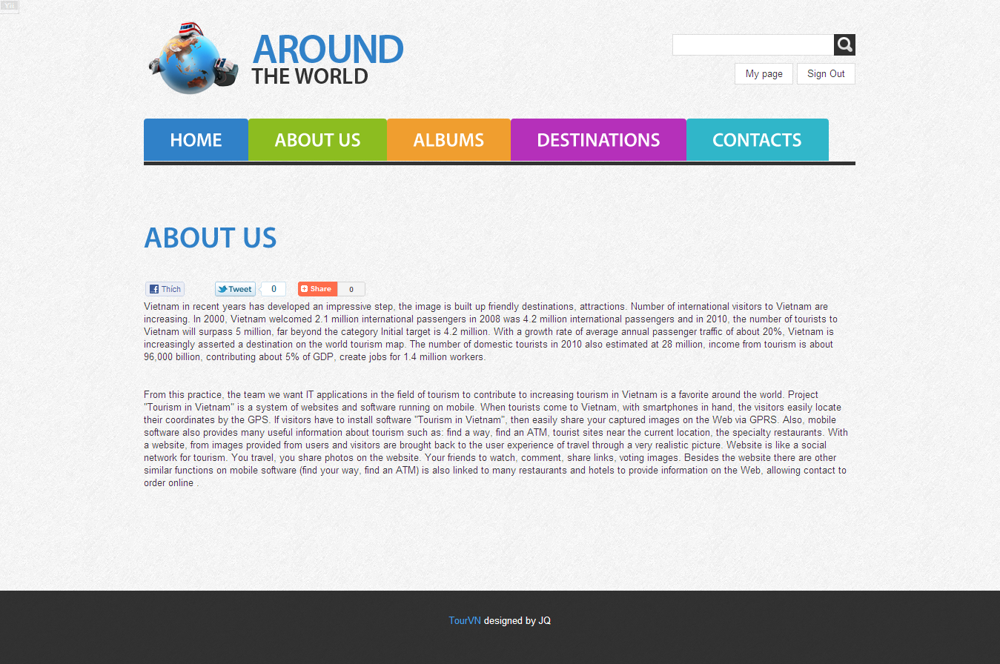 AROUND
THE WORLD
My page
Sign Out
HOME
ABOUT US
ALBUMS
DESTINATIONS
CONTACTS
ABOUT US
Thích
Tweet
0
Share
0
Vietnam in recent years has developed an impressive step, the image is built up friendly destinations, attractions. Number of international visitors to Vietnam are
increasing. In 2000, Vietnam welcomed 2.1 million international passengers in 2008 was 4.2 million international passengers and in 2010, the number of tourists to
Vietnam will surpass 5 million, far beyond the category Initial target is 4.2 million. With a growth rate of average annual passenger traffic of about 20%, Vietnam is
increasingly asserted a destination on the world tourism map. The number of domestic tourists in 2010 also estimated at 28 million, income from tourism is about
96,000 billion, contributing about 5% of GDP, create jobs for 1.4 million workers.
From this practice, the team we want IT applications in the field of tourism to contribute to increasing tourism in Vietnam is a favorite around the world. Project
"Tourism in Vietnam" is a system of websites and software running on mobile. When tourists come to Vietnam, with smartphones in hand, the visitors easily locate
their coordinates by the GPS. If visitors have to install software "Tourism in Vietnam", then easily share your captured images on the Web via GPRS. Also, mobile
software also provides many useful information about tourism such as: find a way, find an ATM, tourist sites near the current location, the specialty restaurants. With
a website, from images provided from users and visitors are brought back to the user experience of travel through a very realistic picture. Website is like a social
network for tourism. You travel, you share photos on the website. Your friends to watch, comment, share links, voting images. Besides the website there are other
similar functions on mobile software (find your way, find an ATM) is also linked to many restaurants and hotels to provide information on the Web, allowing contact to
order online .
TourVN designed by JQ